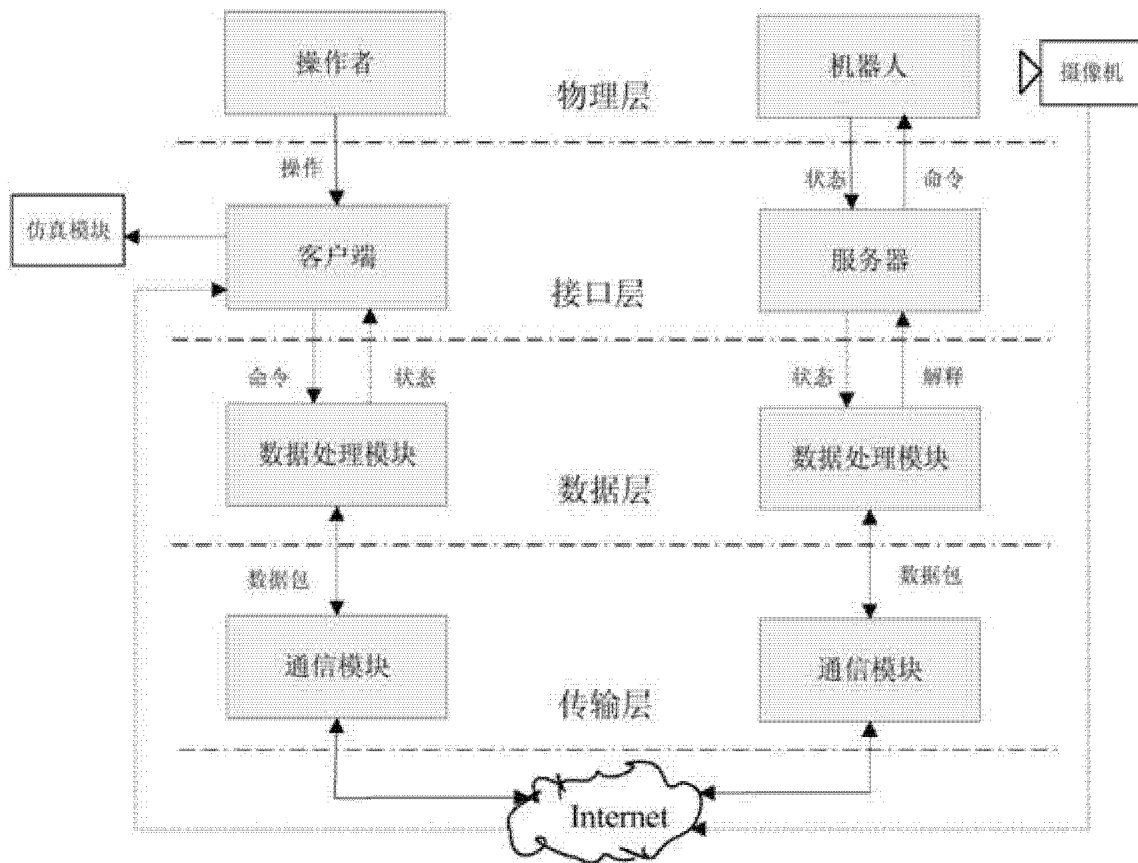 操作者
机器人
摄像机
物理层
操作
状态
命令
仿真模块
客户端
服务器
接口层
命令
状态
状态
解释
数据处理模块
数据处理模块
数据层
数据包
数据包
通信模块
通信模块
传输层
Internet